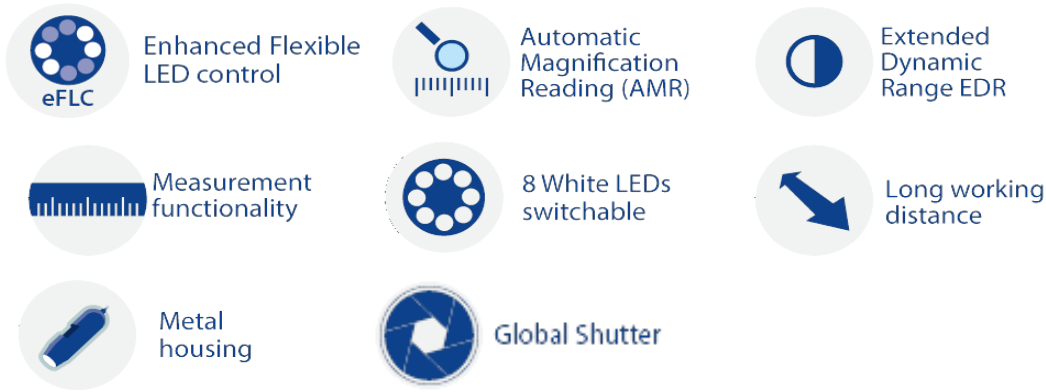 eFLC
Enhanced Flexible
LED control
Automatic
Magnification
Reading (AMR)
Extended
Dynamic
Range EDR
Measurement
functionality
8 White LEDs
switchable
Long working
distance
Metal
housing
Global Shutter